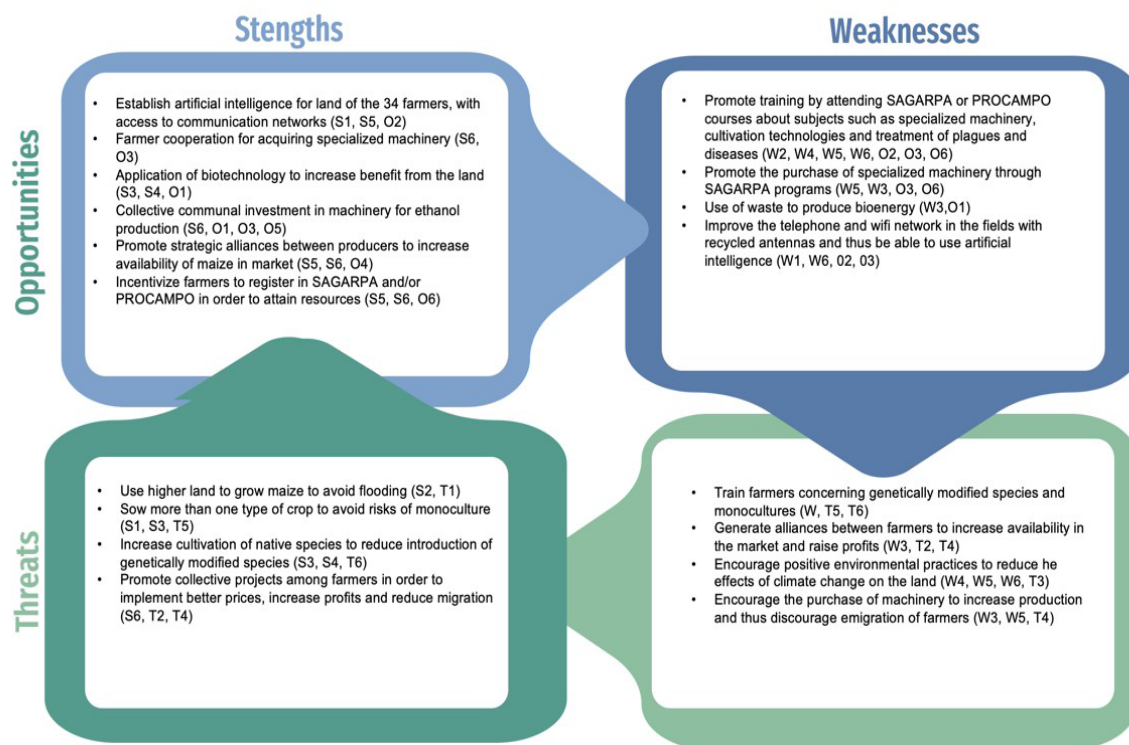 Stengths
Weaknesses
Opportunities
• Establish artificial intelligence for land of the 34 farmers, with
access to communication networks (S1, S5, O2)
• Farmer cooperation for acquiring specialized machinery (S6,
O3)
• Application of biotechnology to increase benefit from the land
(S3, S4, O1)
• Collective communal investment in machinery for ethanol
production (S6, O1, O3, O5)
• Promote strategic alliances between producers to increase
availability of maize in market (S5, S6, O4)
• Incentivize farmers to register in SAGARPA and/or
PROCAMPO in order to attain resources (S5, S6, O6)
• Promote training by attending SAGARPA or PROCAMPO
courses about subjects such as specialized machinery,
cultivation technologies and treatment of plagues and
diseases (W2, W4, W5, W6, O2, O3, O6)
• Promote the purchase of specialized machinery through
SAGARPA programs (W5, W3, O3, O6)
• Use of waste to produce bioenergy (W3,O1)
• Improve the telephone and wifi network in the fields with
recycled antennas and thus be able to use artificial
intelligence (W1, W6, 02, 03)
Threats
• Use higher land to grow maize to avoid flooding (S2, T1)
• Sow more than one type of crop to avoid risks of monoculture
(S1, S3, T5)
• Increase cultivation of native species to reduce introduction of
genetically modified species (S3, S4, T6)
• Promote collective projects among farmers in order to
implement better prices, increase profits and reduce migration
(S6, T2, T4)
• Train farmers concerning genetically modified species and
monocultures (W, T5, T6)
• Generate alliances between farmers to increase availability in
the market and raise profits (W3, T2, T4)
• Encourage positive environmental practices to reduce he
effects of climate change on the land (W4, W5, W6, T3)
• Encourage the purchase of machinery to increase production
and thus discourage emigration of farmers (W3, W5, T4)